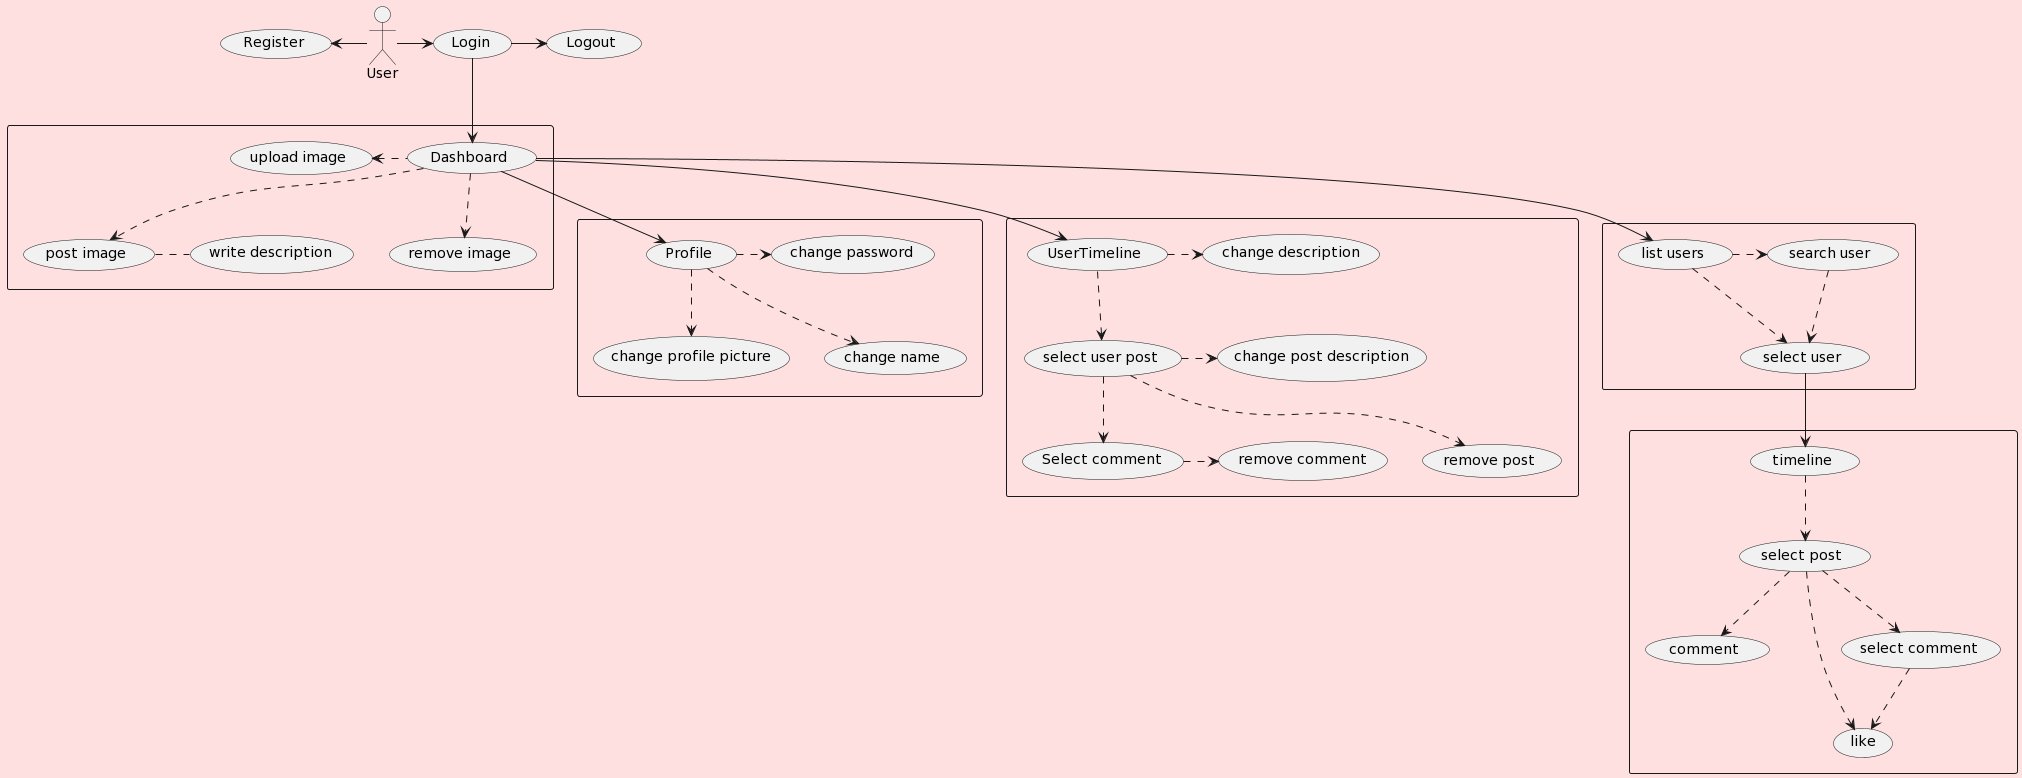 Register
Login
Logout
User
upload image
Dashboard
post image
write description
remove image
Profile
change password
change profile picture
change name
UserTimeline
change description
select user post
change post description
Select comment
remove comment
remove post
list users
search user
select user
timeline
select post
comment
select comment
like